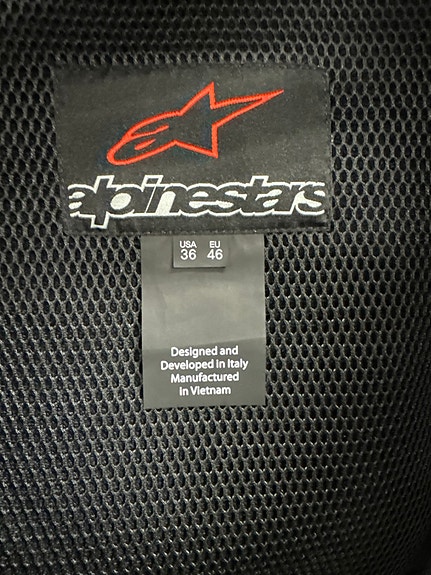 alpinestars
USA EU
36 46
Designed and
Developed in Italy
Manufactured
in Vietnam